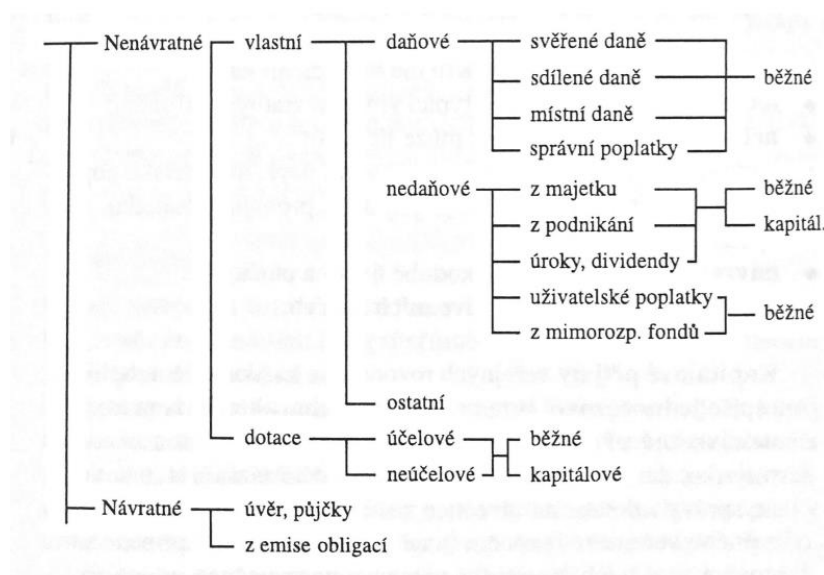 Nenávratné vlastní daňové svěřené daně
sdílené daně běžné
místní daně
správní poplatky
nedaňové z majetku běžné
z podnikání kapitál.
úroky, dividendy
uživatelské poplatky
běžné
z mimorozp. fondů
ostatní
dotace účelové běžné
neúčelové kapitálové
Návratné úvěr, půjčky
z emise obligací